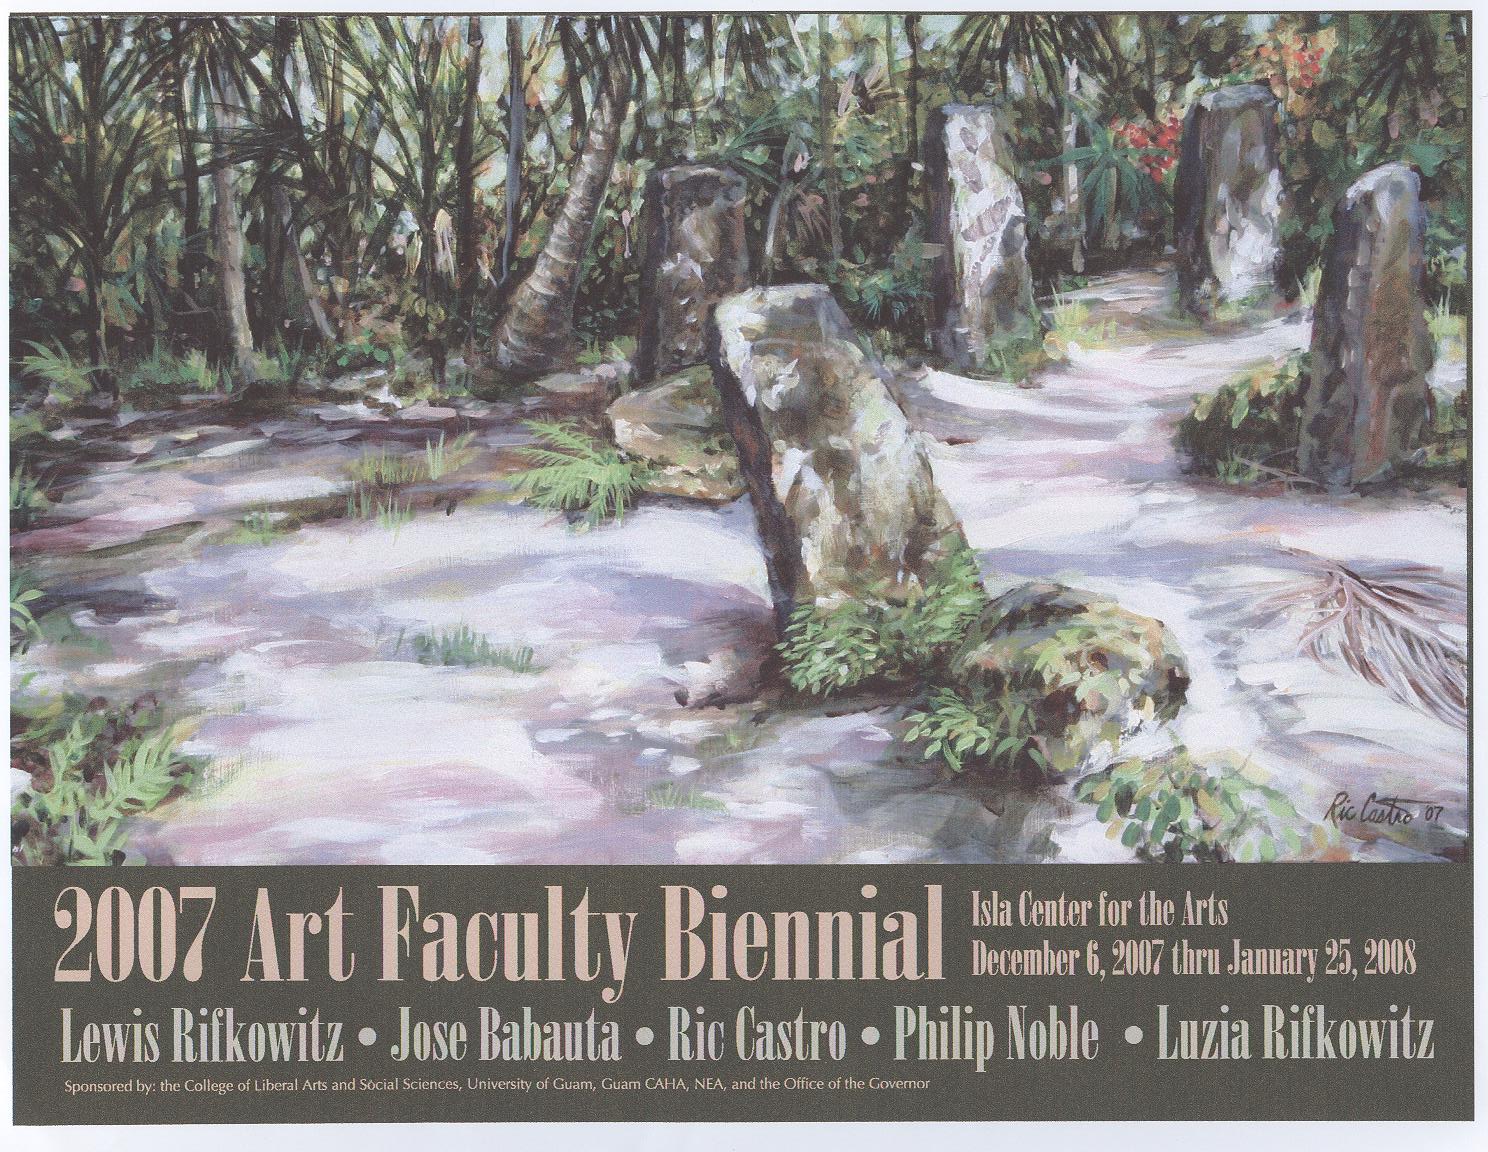 Ric Castro '07
2007 Art Faculty Biennial
Isla Center for the Arts
December 6, 2007 thru January 25, 2008
Lewis Rifkowitz • Jose Babauta • Ric Castro • Philip Noble • Luzia Rifkowitz
Sponsored by: the College of Liberal Arts and Social Sciences, University of Guam, Guam CAHA, NEA, and the Office of the Governor